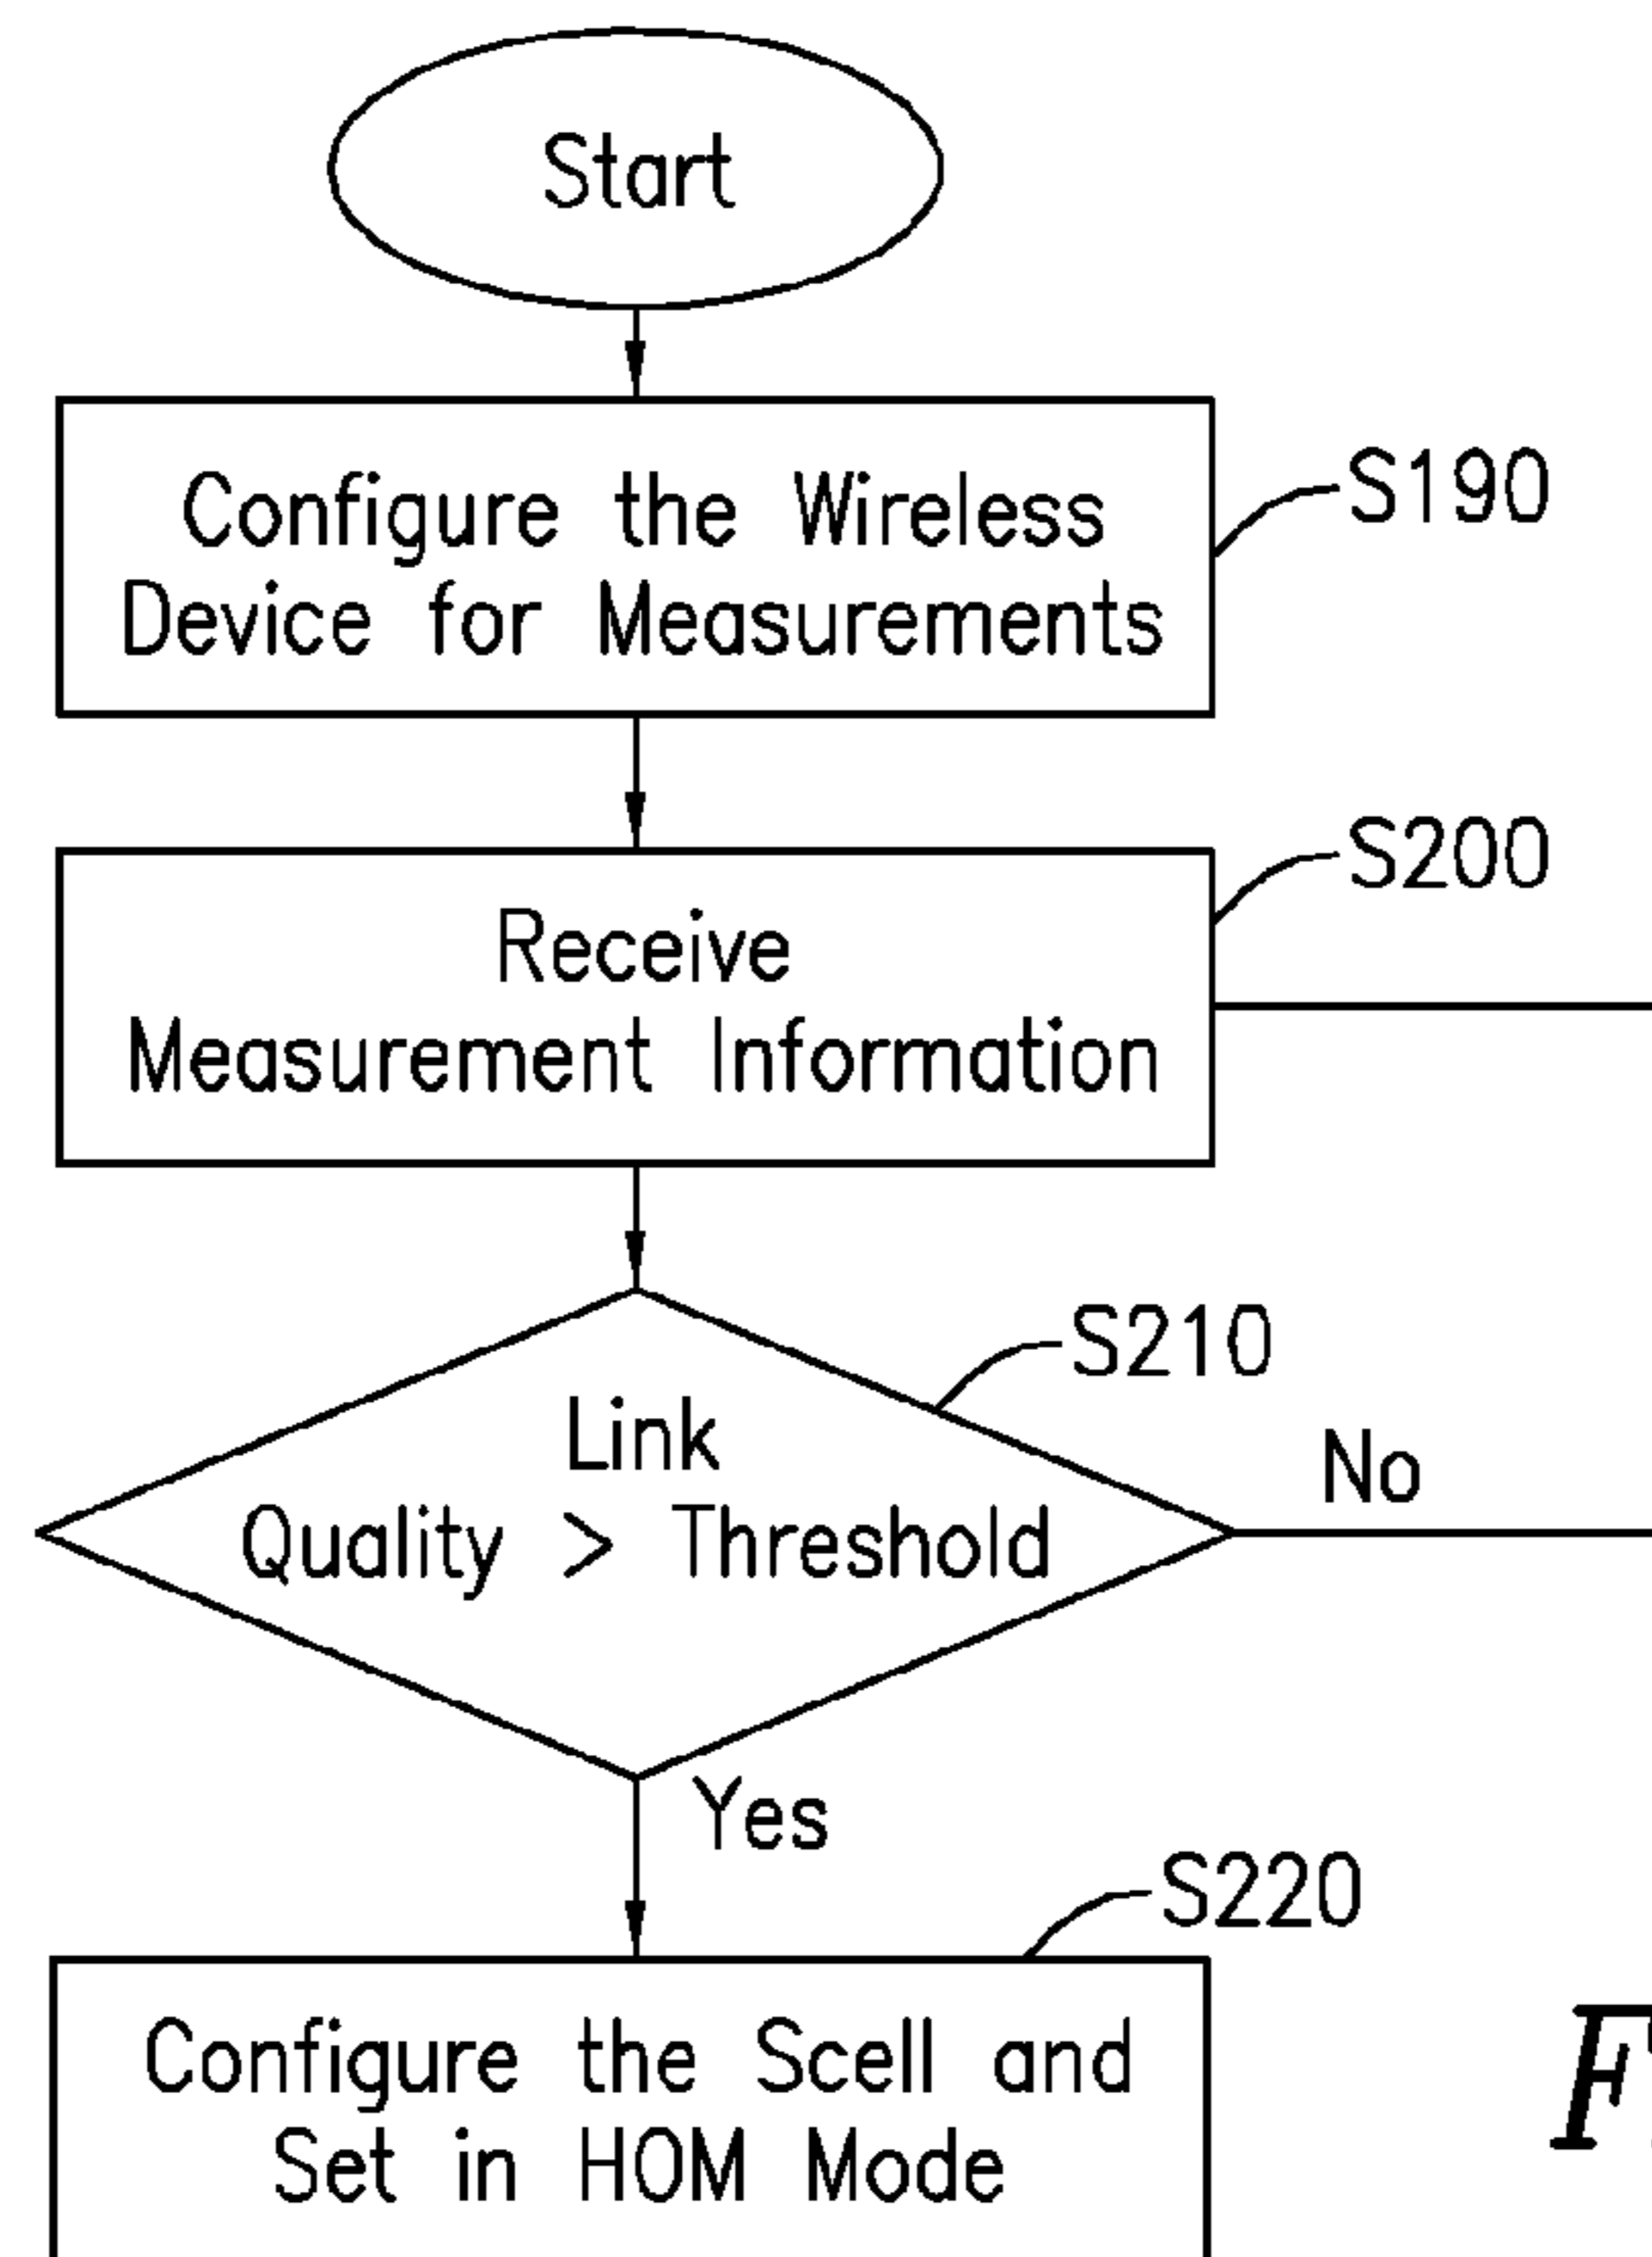 Start
Configure the Wireless
Device for Measurements
S190
Receive
Measurement Information
S200
Link
Quality > Threshold
S210
No
Yes
Configure the Scell and
Set in HOM Mode
S220